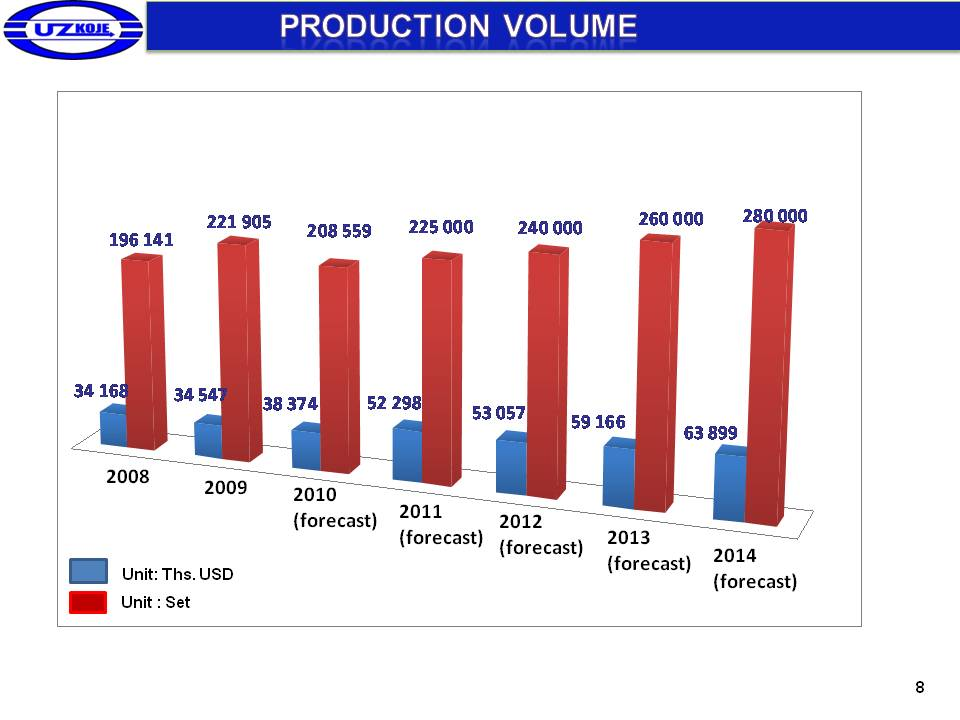 UZKOJE
PRODUCTION VOLUME
196 141
221 905
208 559
225 000
240 000
260 000
280 000
34 168
34 547
38 374
52 298
53 057
59 166
63 899
2008
2009
2010
(forecast)
2011
(forecast)
2012
(forecast)
2013
(forecast)
2014
(forecast)
Unit: Ths. USD
Unit : Set
8